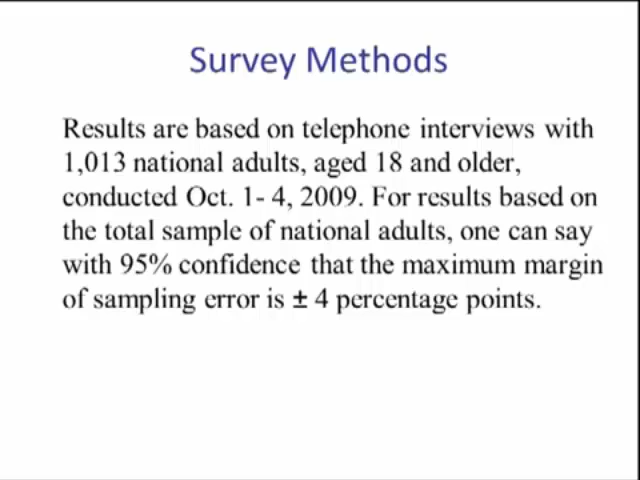 Survey Methods
Results are based on telephone interviews with
1,013 national adults, aged 18 and older,
conducted Oct. 1- 4, 2009. For results based on
the total sample of national adults, one can say
with 95% confidence that the maximum margin
of sampling error is ± 4 percentage points.